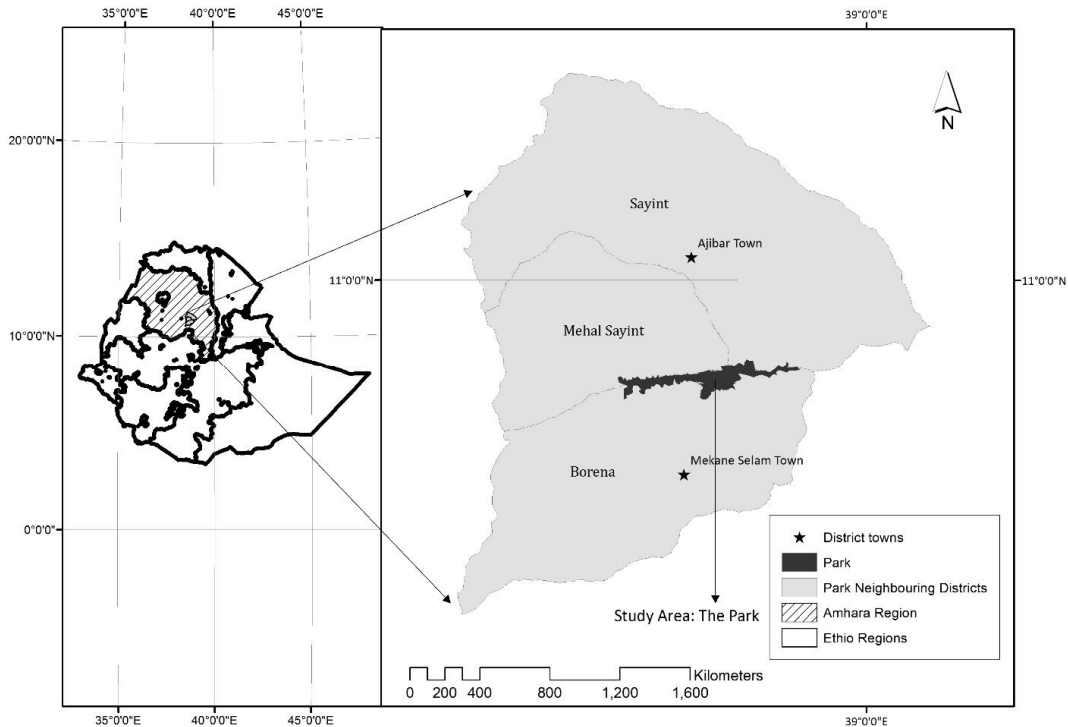 35°0'0"E 40°0'0"E 45°0'0"E
39°0'0"E
20°0'0"N
N
Sayint
Ajibar Town
11°0'0"N
11°0'0"N
Mehal Sayint
10°0'0"N
Mekane Selam Town
Borena
0°0'0"
District towns
Park
Park Neighbouring Districts
Amhara Region
Ethio Regions
Study Area: The Park
Kilometers
0 200 400 800 1,200 1,600
35°0'0"E 40°0'0"E 45°0'0"E
39°0'0"E